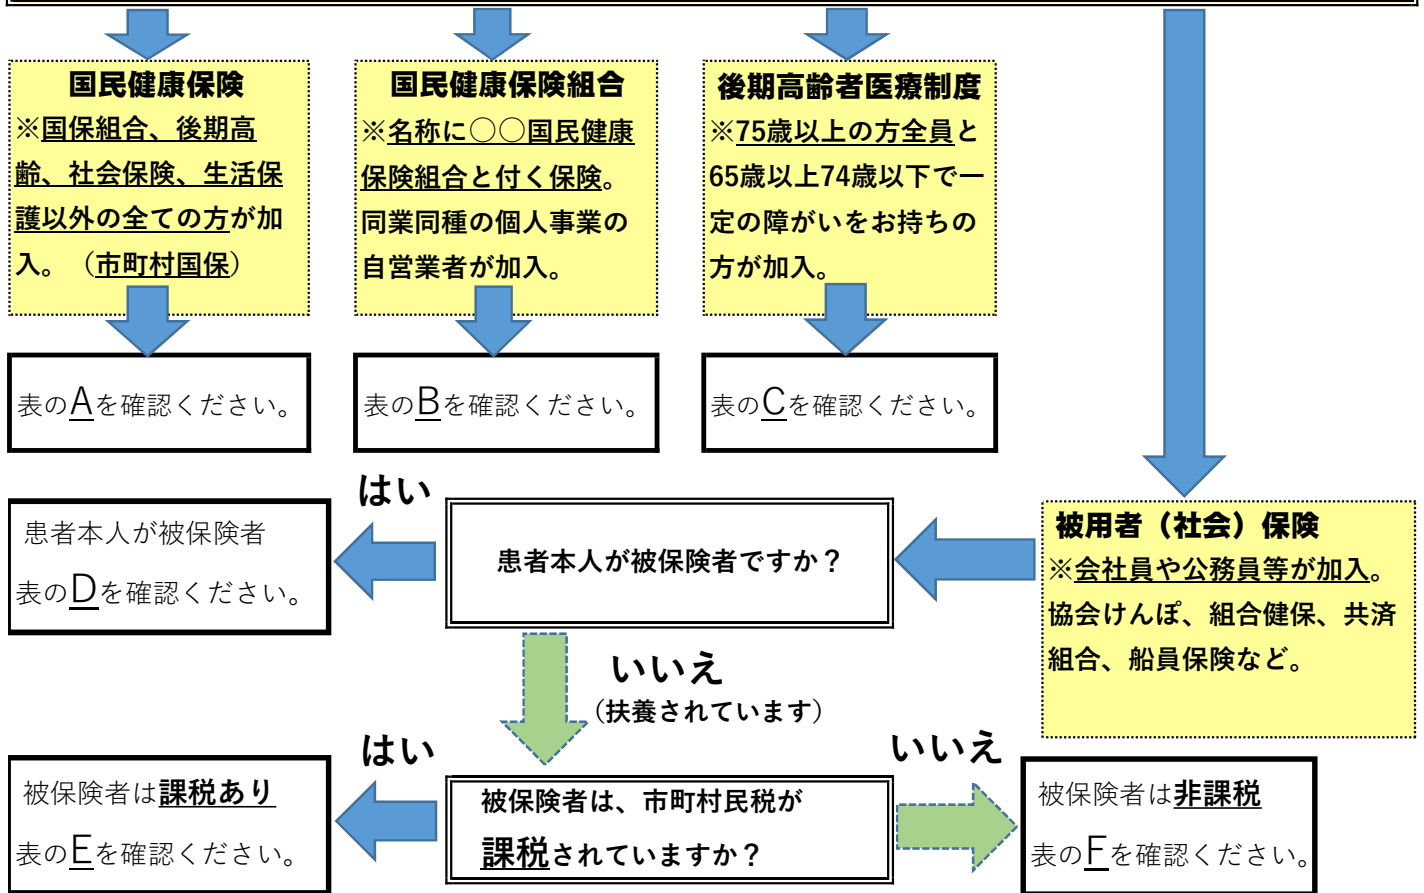 国民健康保険
※国保組合、後期高
齢、社会保険、生活保
護以外の全ての方が加
入。（市町村国保）
国民健康保険組合
※名称に○○国民健康
保険組合と付く保険。
同業同種の個人事業の
自営業者が加入。
後期高齢者医療制度
※75歳以上の方全員と
65歳以上74歳以下で一
定の障がいをお持ちの
方が加入。
表のAを確認ください。
表のBを確認ください。
表のCを確認ください。
被用者（社会）保険
※会社員や公務員等が加入。
協会けんぽ、組合健保、共済
組合、船員保険など。
患者本人が被保険者ですか？
はい
患者本人が被保険者
表のDを確認ください。
いいえ
（扶養されています）
被保険者は、市町村民税が
課税されていますか？
はい
被保険者は課税あり
表のEを確認ください。
いいえ
被保険者は非課税
表のFを確認ください。